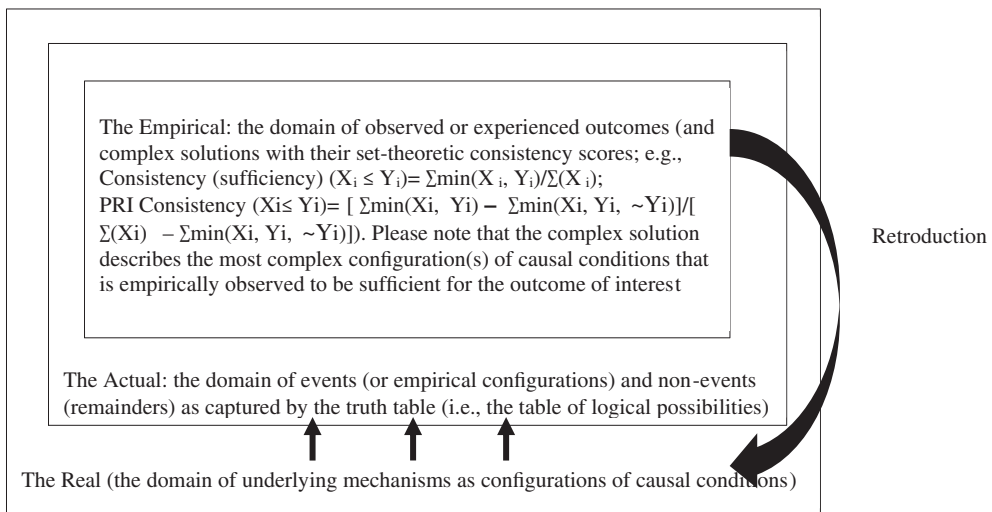 The Empirical: the domain of observed or experienced outcomes (and
complex solutions with their set-theoretic consistency scores; e.g.,
Consistency (sufficiency) (Xi ≤ Yi)= ∑min(X i, Yi)/∑(X i);
PRI Consistency (Xi≤ Yi)= [ ∑min(Xi, Yi) – ∑min(Xi, Yi, ~Yi)]/[
∑(Xi) – ∑min(Xi, Yi, ~Yi)]). Please note that the complex solution
describes the most complex configuration(s) of causal conditions that
is empirically observed to be sufficient for the outcome of interest
Retroduction
The Actual: the domain of events (or empirical configurations) and non-events
(remainders) as captured by the truth table (i.e., the table of logical possibilities)
The Real (the domain of underlying mechanisms as configurations of causal conditions)